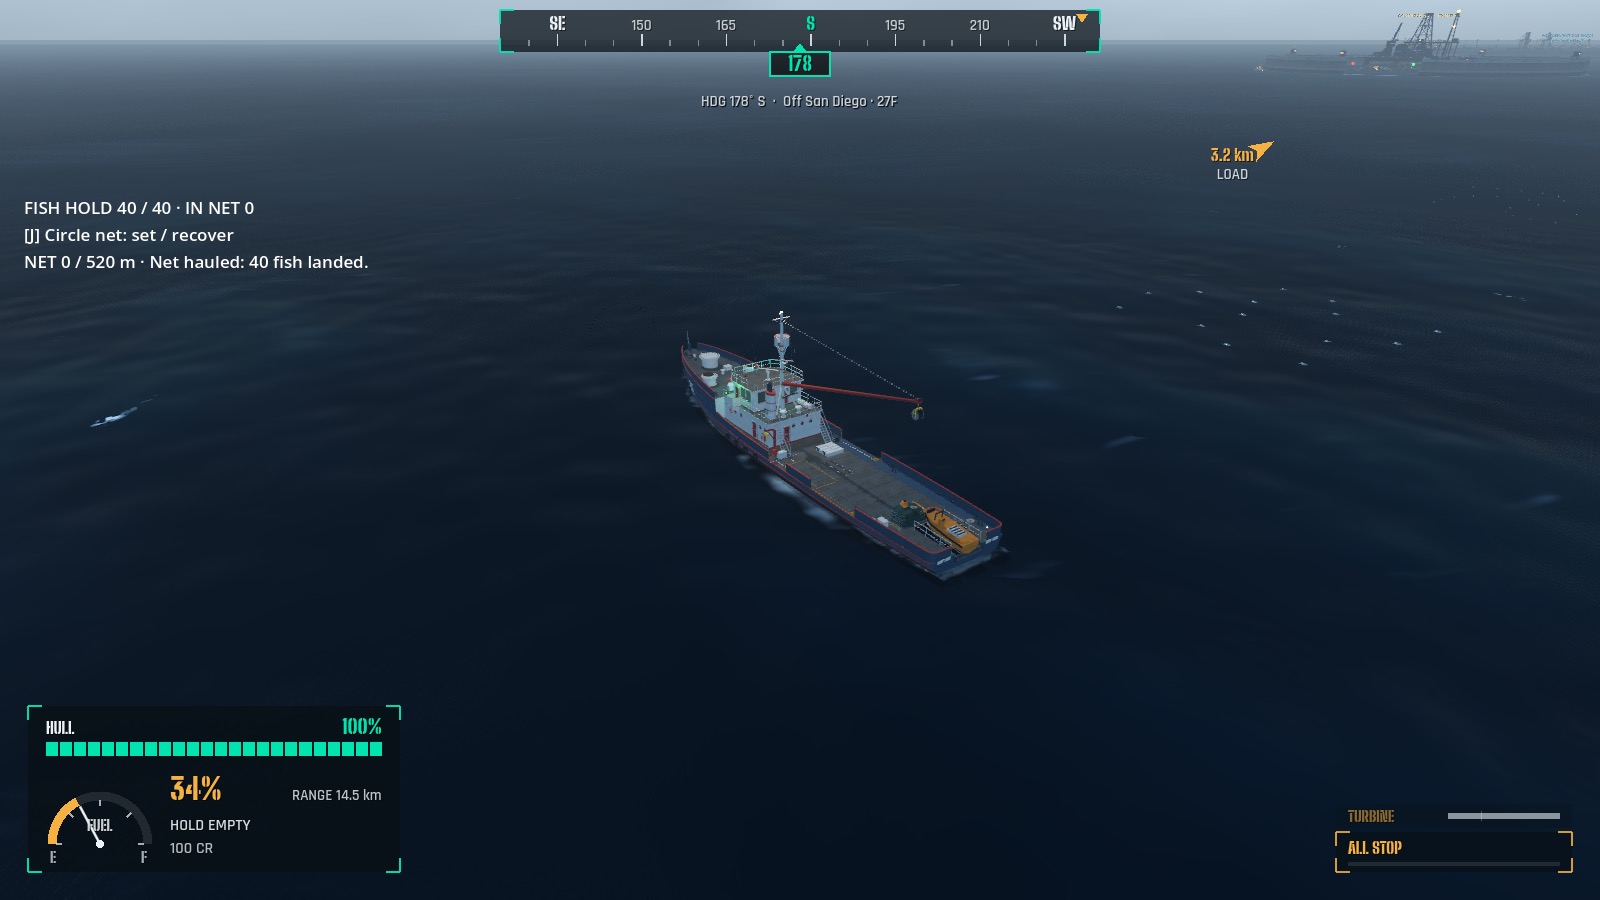 SE 150 165 S 195 210 SW
178
HDG 178° S · Off San Diego · 27F
3.2 km
LOAD
FISH HOLD 40 / 40 · IN NET 0
[J] Circle net: set / recover
NET 0 / 520 m · Net hauled: 40 fish landed.
HULL 100%
34%
RANGE 14.5 km
FUEL
HOLD EMPTY
100 CR
E F
TURBINE
ALL STOP